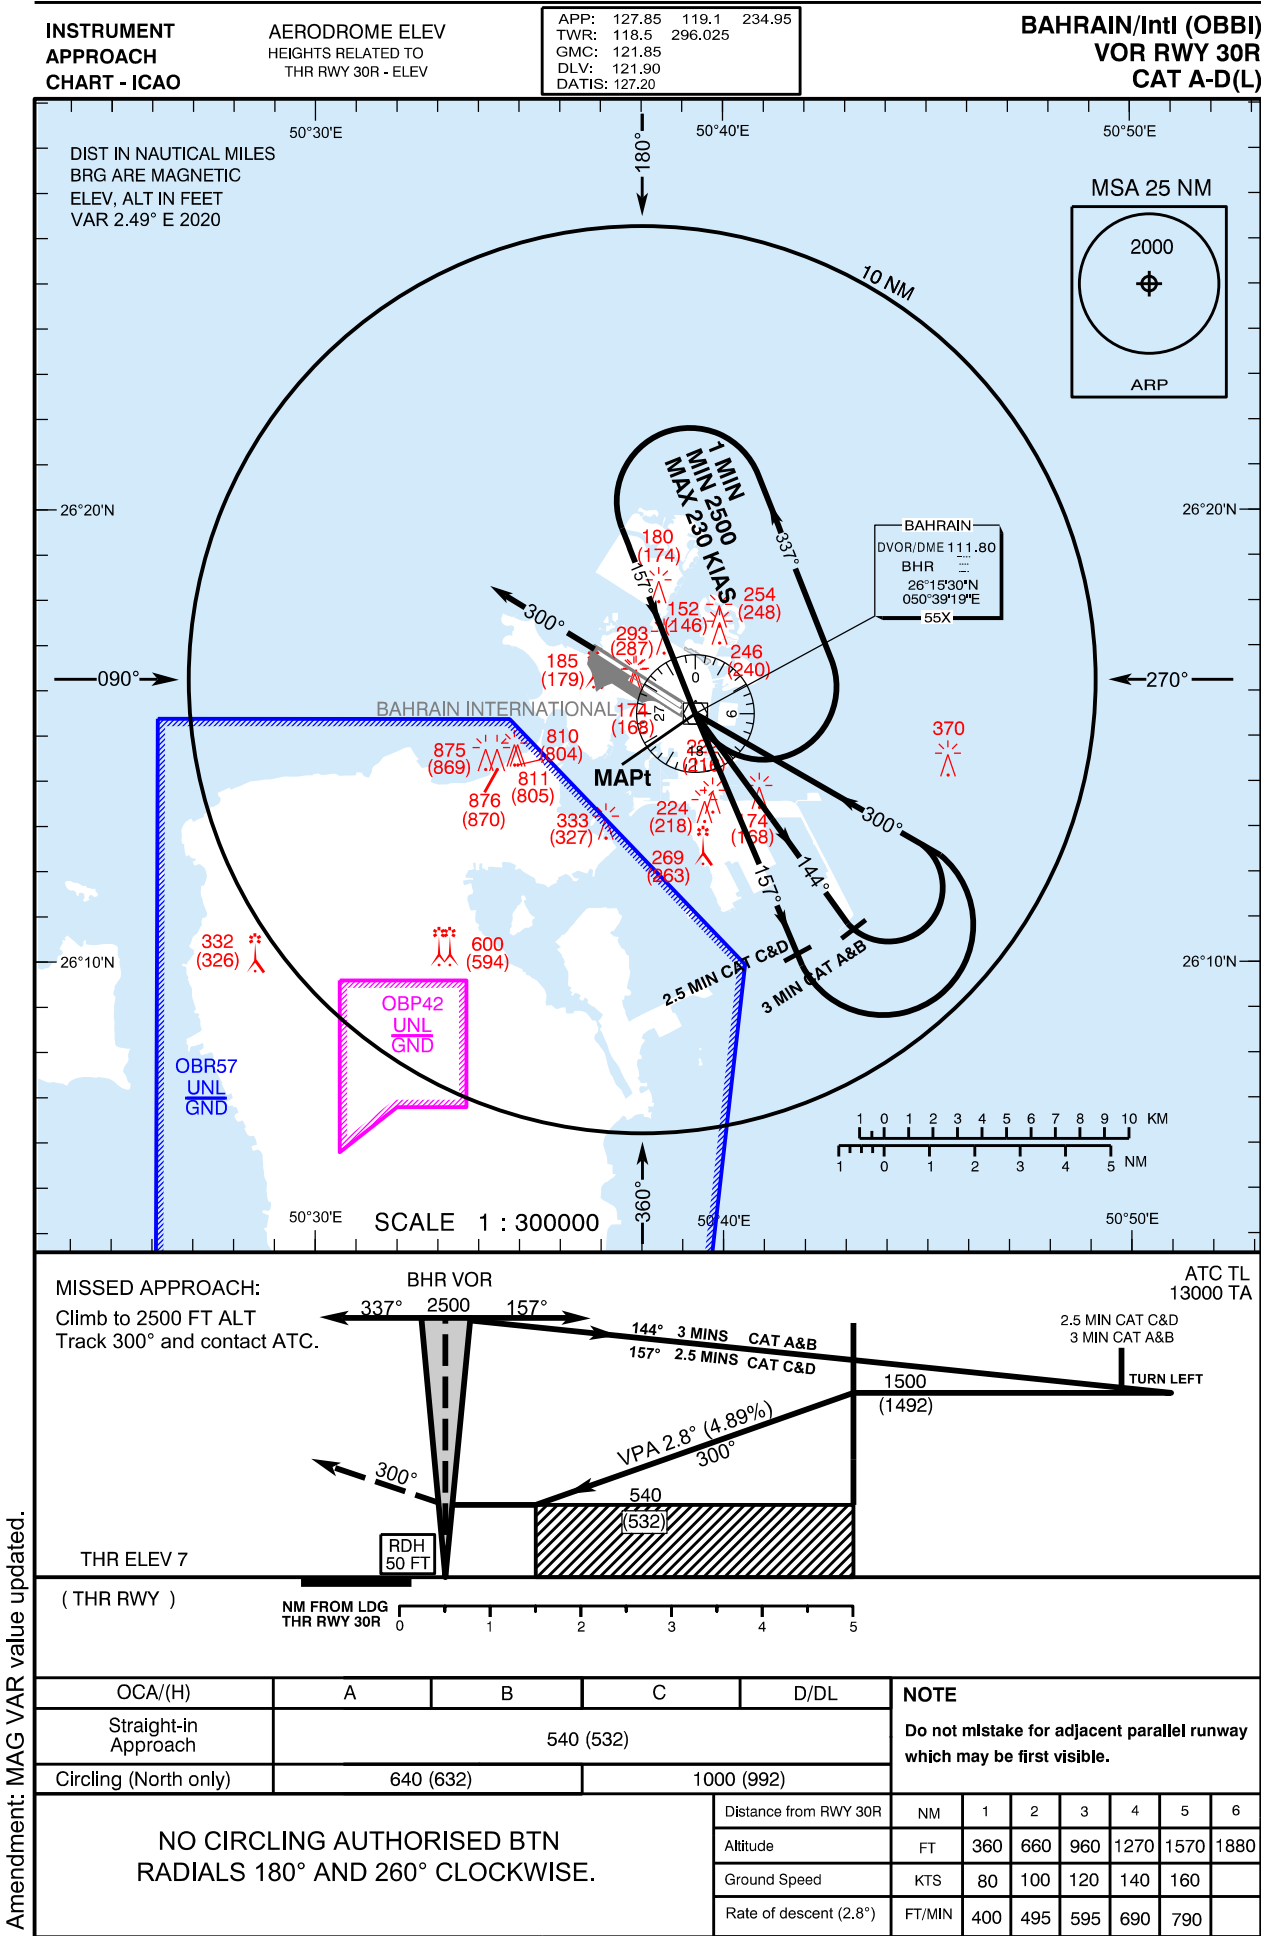 INSTRUMENT
APPROACH
CHART - ICAO
AERODROME ELEV
HEIGHTS RELATED TO
THR RWY 30R - ELEV
APP: 127.85 119.1 234.95
TWR: 118.5 296.025
GMC: 121.85
DLV: 121.90
DATIS: 127.20
BAHRAIN/Intl (OBBI)
VOR RWY 30R
CAT A-D(L)
50°30'E
50°40'E
50°50'E
DIST IN NAUTICAL MILES
BRG ARE MAGNETIC
ELEV, ALT IN FEET
VAR 2.49° E 2020
180°
MSA 25 NM
2000
ARP
10 NM
1 MIN
MIN 2500
MAX 230 KIAS
26°20'N
26°20'N
337°
157°
BAHRAIN
DVOR/DME 111.80
BHR
26°15'30"N
050°39'19"E
55X
180
(174)
152
(146)
254
(248)
246
(240)
293
(287)
300°
185
(179)
0
9
18
27
174
(168)
BAHRAIN INTERNATIONAL
090°
270°
MAPt
370
875
(869)
810
(804)
811
(805)
876
(870)
333
(327)
(216)
224
(218)
174
(168)
269
(263)
300°
144°
157°
2.5 MIN CAT C&D
3 MIN CAT A&B
332
(326)
600
(594)
26°10'N
26°10'N
OBP42
UNL
GND
OBR57
UNL
GND
1 0 1 2 3 4 5 6 7 8 9 10 KM
1 0 1 2 3 4 5 NM
360°
50°30'E
SCALE 1 : 300000
50°40'E
50°50'E
MISSED APPROACH:
Climb to 2500 FT ALT
Track 300° and contact ATC.
BHR VOR
337° 2500 157°
144° 3 MINS CAT A&B
157° 2.5 MINS CAT C&D
ATC TL
13000 TA
2.5 MIN CAT C&D
3 MIN CAT A&B
TURN LEFT
1500
(1492)
VPA 2.8° (4.89%)
300°
300°
540
(532)
RDH
50 FT
THR ELEV 7
( THR RWY )
NM FROM LDG
THR RWY 30R
0 1 2 3 4 5
OCA/(H) A B C D/DL
Straight-in
Approach
540 (532)
Circling (North only) 640 (632) 1000 (992)
NOTE
Do not mistake for adjacent parallel runway
which may be first visible.
NO CIRCLING AUTHORISED BTN
RADIALS 180° AND 260° CLOCKWISE.
Distance from RWY 30R NM 1 2 3 4 5 6
Altitude FT 360 660 960 1270 1570 1880
Ground Speed KTS 80 100 120 140 160
Rate of descent (2.8°) FT/MIN 400 495 595 690 790
Amendment: MAG VAR value updated.